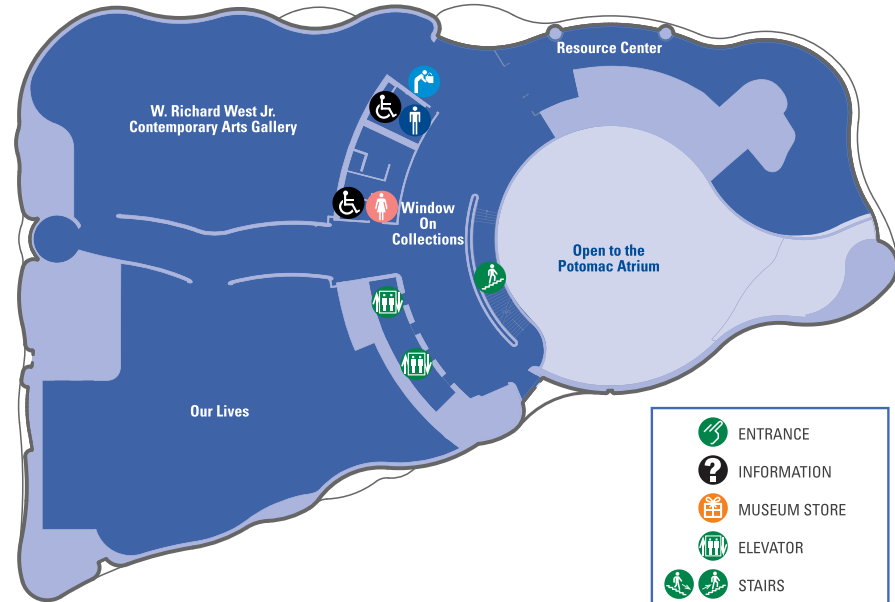 Resource Center
W. Richard West Jr.
Contemporary Arts Gallery
Window
On
Collections
Open to the
Potomac Atrium
Our Lives
ENTRANCE
?
INFORMATION
MUSEUM STORE
ELEVATOR
STAIRS